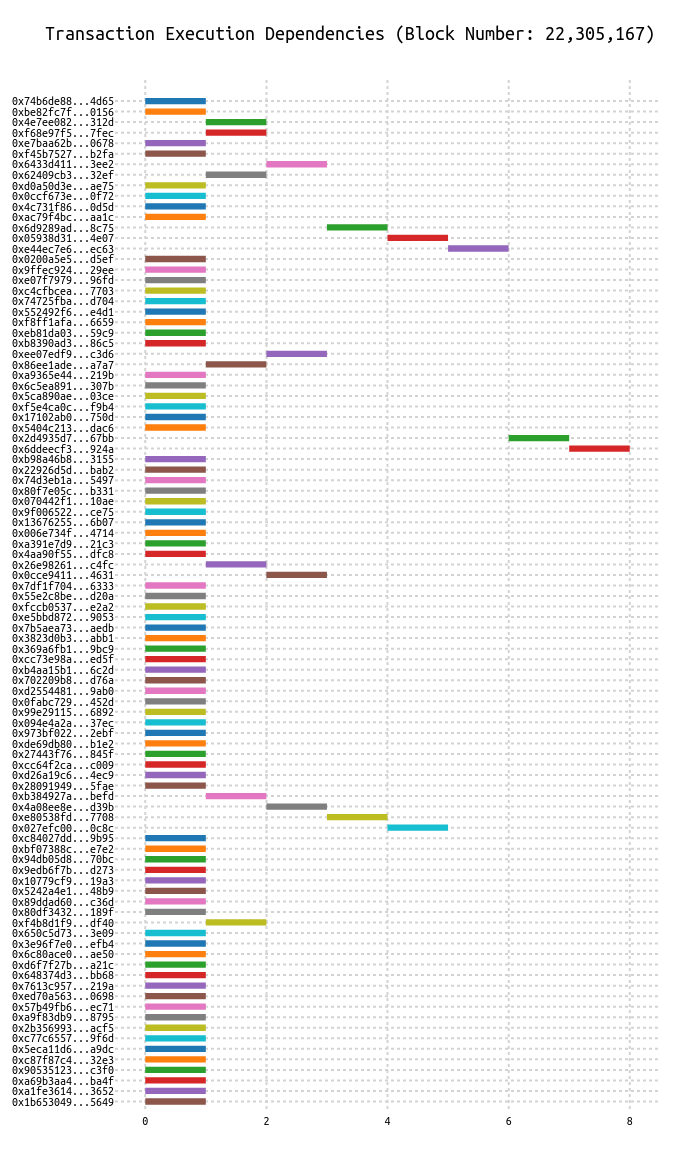 Transaction Execution Dependencies (Block Number: 22,305,167)
0x74b6de88...4d65
0xbe82fc7f...0156
0x4e7ee082...312d
0xf68e97f5...7fec
0xe7baa62b...0678
0xf45b7527...b2fa
0x6433d411...3ee2
0x62409cb3...32ef
0xd0a50d3e...ae75
0x0ccf673e...0f72
0x4c731f86...0d5d
0xac79f4bc...aa1c
0x6d9289ad...8c75
0x05938d31...4e07
0xe44ec7e6...ec63
0x0200a5e5...d5ef
0x9ffec924...29ee
0xe07f7979...96fd
0xc4cfbcea...7703
0x74725fba...d704
0x552492f6...e4d1
0xf8ff1afa...6659
0xeb81da03...59c9
0xb8390ad3...86c5
0xee07edf9...c3d6
0x86ee1ade...a7a7
0xa9365e44...219b
0x6c5ea891...307b
0x5ca890ae...03ce
0xf5e4ca0c...f9b4
0x17102ab0...750d
0x5404c213...dac6
0x2d4935d7...67bb
0x6ddeecf3...924a
0xb98a46b8...3155
0x22926d5d...bab2
0x74d3eb1a...5497
0x80f7e05c...b331
0x070442f1...10ae
0x9f006522...ce75
0x13676255...6b07
0x006e734f...4714
0xa391e7d9...21c3
0x4aa90f55...dfc8
0x26e98261...c4fc
0x0cce9411...4631
0x7df1f704...6333
0x55e2c8be...d20a
0xfccb0537...e2a2
0xe5bbd872...9053
0x7b5aea73...aedb
0x3823d0b3...abb1
0x369a6fb1...9bc9
0xcc73e98a...ed5f
0xb4aa15b1...6c2d
0x702209b8...d76a
0xd2554481...9ab0
0x0fabc729...452d
0x99e29115...6892
0x094e4a2a...37ec
0x973bf022...2ebf
0xde69db80...b1e2
0x27443f76...845f
0xcc64f2ca...c009
0xd26a19c6...4ec9
0x28091949...5fae
0xb384927a...befd
0x4a08ee8e...d39b
0xe80538fd...7708
0x027efc00...0c8c
0xc84027dd...9b95
0xbf07388c...e7e2
0x94db05d8...70bc
0x9edb6f7b...d273
0x10779cf9...19a3
0x5242a4e1...48b9
0x89ddad60...c36d
0x80df3432...189f
0xf4b8d1f9...df40
0x650c5d73...3e09
0x3e96f7e0...efb4
0x6c80ace0...ae50
0xd6f7f27b...a21c
0x648374d3...bb68
0x7613c957...219a
0xed70a563...0698
0x57b49fb6...ec71
0xa9f83db9...8795
0x2b356993...acf5
0xc77c6557...9f6d
0x5eca11d6...a9dc
0xc87f87c4...32e3
0x90535123...c3f0
0xa69b3aa4...ba4f
0xa1fe3614...3652
0x1b653049...5649
0 2 4 6 8